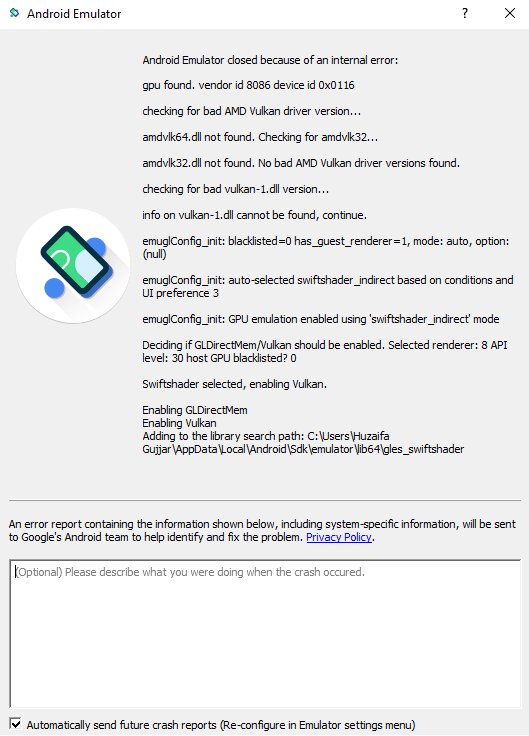 Android Emulator
Android Emulator closed because of an internal error:
gpu found. vendor id 8086 device id 0x0116
checking for bad AMD Vulkan driver version...
amdvlk64.dll not found. Checking for amdvlk32...
amdvlk32.dll not found. No bad AMD Vulkan driver versions found.
checking for bad vulkan-1.dll version...
info on vulkan-1.dll cannot be found, continue.
emuglConfig_init: blacklisted=0 has_guest_renderer=1, mode: auto, option:
(null)
emuglConfig_init: auto-selected swiftshader_indirect based on conditions and
UI preference 3
emuglConfig_init: GPU emulation enabled using 'swiftshader_indirect' mode
Deciding if GLDirectMem/Vulkan should be enabled. Selected renderer: 8 API
level: 30 host GPU blacklisted? 0
Swiftshader selected, enabling Vulkan.
Enabling GLDirectMem
Enabling Vulkan
Adding to the library search path: C:\Users\Huzaifa
Gujjar\AppData\Local\Android\Sdk\emulator\lib64\gles_swiftshader
An error report containing the information shown below, including system-specific information, will be sent
to Google's Android team to help identify and fix the problem. Privacy Policy.
(Optional) Please describe what you were doing when the crash occured.
Automatically send future crash reports (Re-configure in Emulator settings menu)